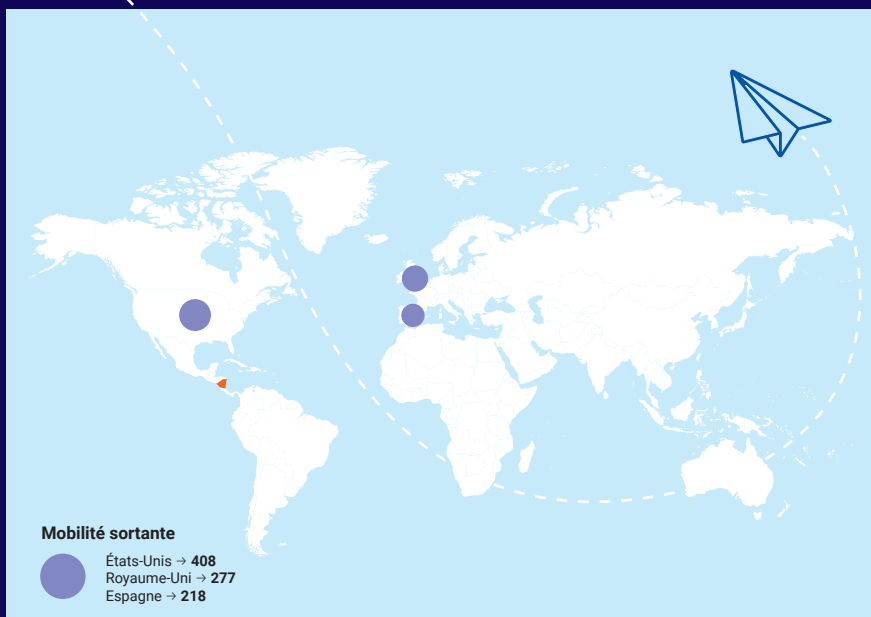 Mobilité sortante
États-Unis → 408
Royaume-Uni → 277
Espagne → 218